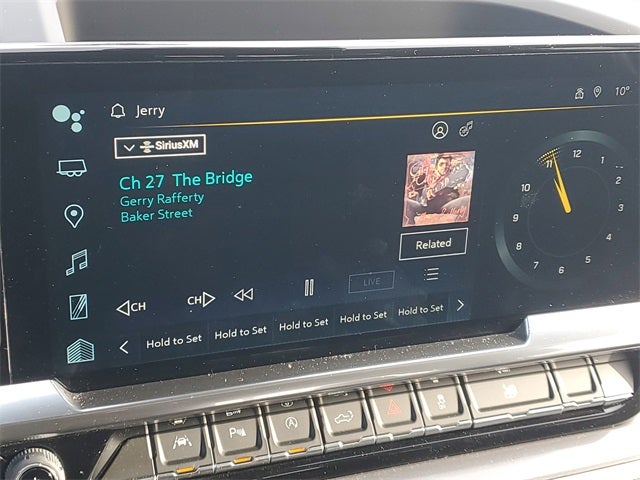 Jerry
10°
SiriusXM
Ch 27 The Bridge
Gerry Rafferty
Baker Street
Related
CH
CH
LIVE
Hold to Set
Hold to Set
Hold to Set
Hold to Set
Hold to Set
12
1
2
3
4
5
6
7
8
9
10
11